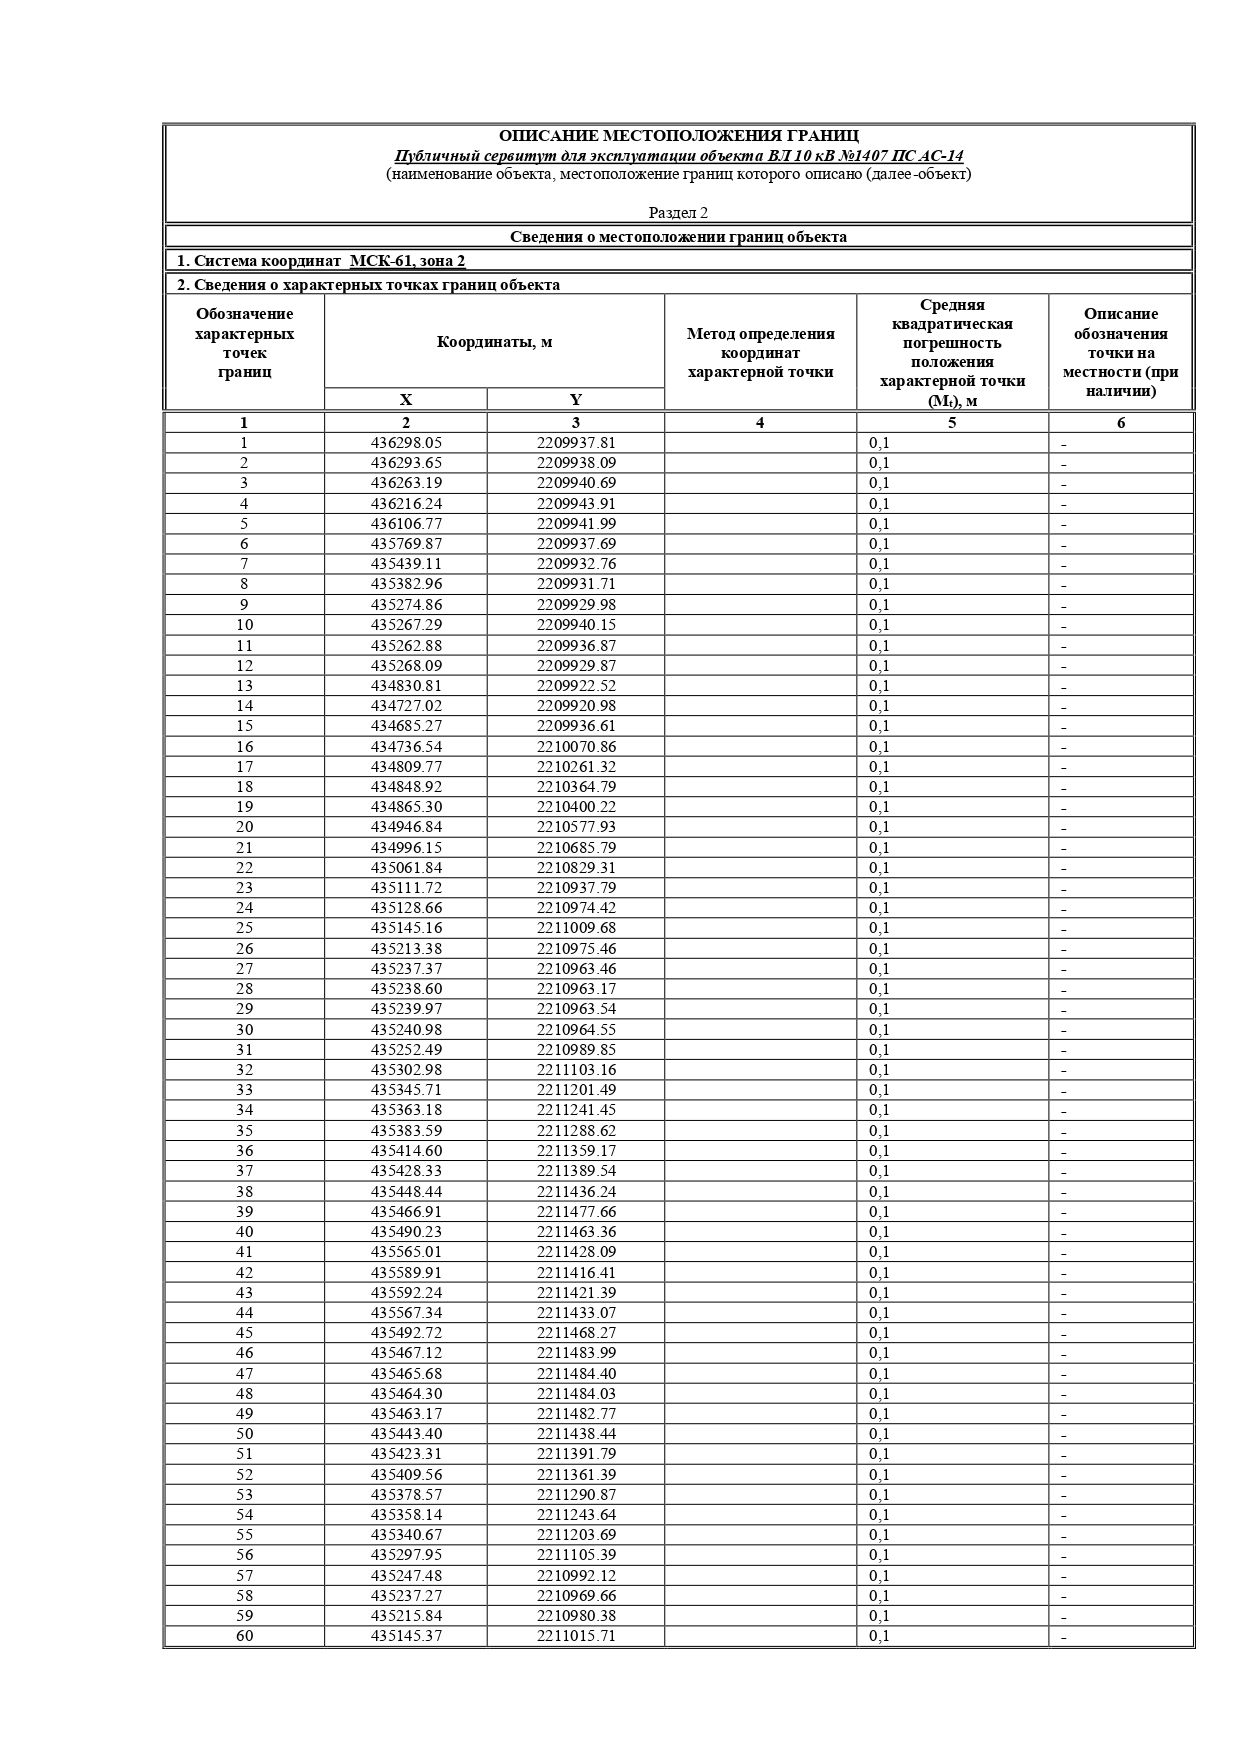 ОПИСАНИЕ МЕСТОПОЛОЖЕНИЯ ГРАНИЦ
Публичный сервитут для эксплуатации объекта ВЛ 10 кВ №1407 ПС АС-14
(наименование объекта, местоположение границ которого описано (далее-объект)
Раздел 2
Сведения о местоположении границ объекта
1. Система координат МСК-61, зона 2
2. Сведения о характерных точках границ объекта
Обозначение характерных точек границ
Координаты, м
Метод определения координат характерной точки
Средняя квадратическая погрешность положения характерной точки (Mt), м
Описание обозначения точки на местности (при наличии)
X Y
1 2 3 4 5 6
1 436298.05 2209937.81 0,1 -
2 436293.65 2209938.09 0,1 -
3 436263.19 2209940.69 0,1 -
4 436216.24 2209943.91 0,1 -
5 436106.77 2209941.99 0,1 -
6 435769.87 2209937.69 0,1 -
7 435439.11 2209932.76 0,1 -
8 435382.96 2209931.71 0,1 -
9 435274.86 2209929.98 0,1 -
10 435267.29 2209940.15 0,1 -
11 435262.88 2209936.87 0,1 -
12 435268.09 2209929.87 0,1 -
13 434830.81 2209922.52 0,1 -
14 434727.02 2209920.98 0,1 -
15 434685.27 2209936.61 0,1 -
16 434736.54 2210070.86 0,1 -
17 434809.77 2210261.32 0,1 -
18 434848.92 2210364.79 0,1 -
19 434865.30 2210400.22 0,1 -
20 434946.84 2210577.93 0,1 -
21 434996.15 2210685.79 0,1 -
22 435061.84 2210829.31 0,1 -
23 435111.72 2210937.79 0,1 -
24 435128.66 2210974.42 0,1 -
25 435145.16 2211009.68 0,1 -
26 435213.38 2210975.46 0,1 -
27 435237.37 2210963.46 0,1 -
28 435238.60 2210963.17 0,1 -
29 435239.97 2210963.54 0,1 -
30 435240.98 2210964.55 0,1 -
31 435252.49 2210989.85 0,1 -
32 435302.98 2211103.16 0,1 -
33 435345.71 2211201.49 0,1 -
34 435363.18 2211241.45 0,1 -
35 435383.59 2211288.62 0,1 -
36 435414.60 2211359.17 0,1 -
37 435428.33 2211389.54 0,1 -
38 435448.44 2211436.24 0,1 -
39 435466.91 2211477.66 0,1 -
40 435490.23 2211463.36 0,1 -
41 435565.01 2211428.09 0,1 -
42 435589.91 2211416.41 0,1 -
43 435592.24 2211421.39 0,1 -
44 435567.34 2211433.07 0,1 -
45 435492.72 2211468.27 0,1 -
46 435467.12 2211483.99 0,1 -
47 435465.68 2211484.40 0,1 -
48 435464.30 2211484.03 0,1 -
49 435463.17 2211482.77 0,1 -
50 435443.40 2211438.44 0,1 -
51 435423.31 2211391.79 0,1 -
52 435409.56 2211361.39 0,1 -
53 435378.57 2211290.87 0,1 -
54 435358.14 2211243.64 0,1 -
55 435340.67 2211203.69 0,1 -
56 435297.95 2211105.39 0,1 -
57 435247.48 2210992.12 0,1 -
58 435237.27 2210969.66 0,1 -
59 435215.84 2210980.38 0,1 -
60 435145.37 2211015.71 0,1 -